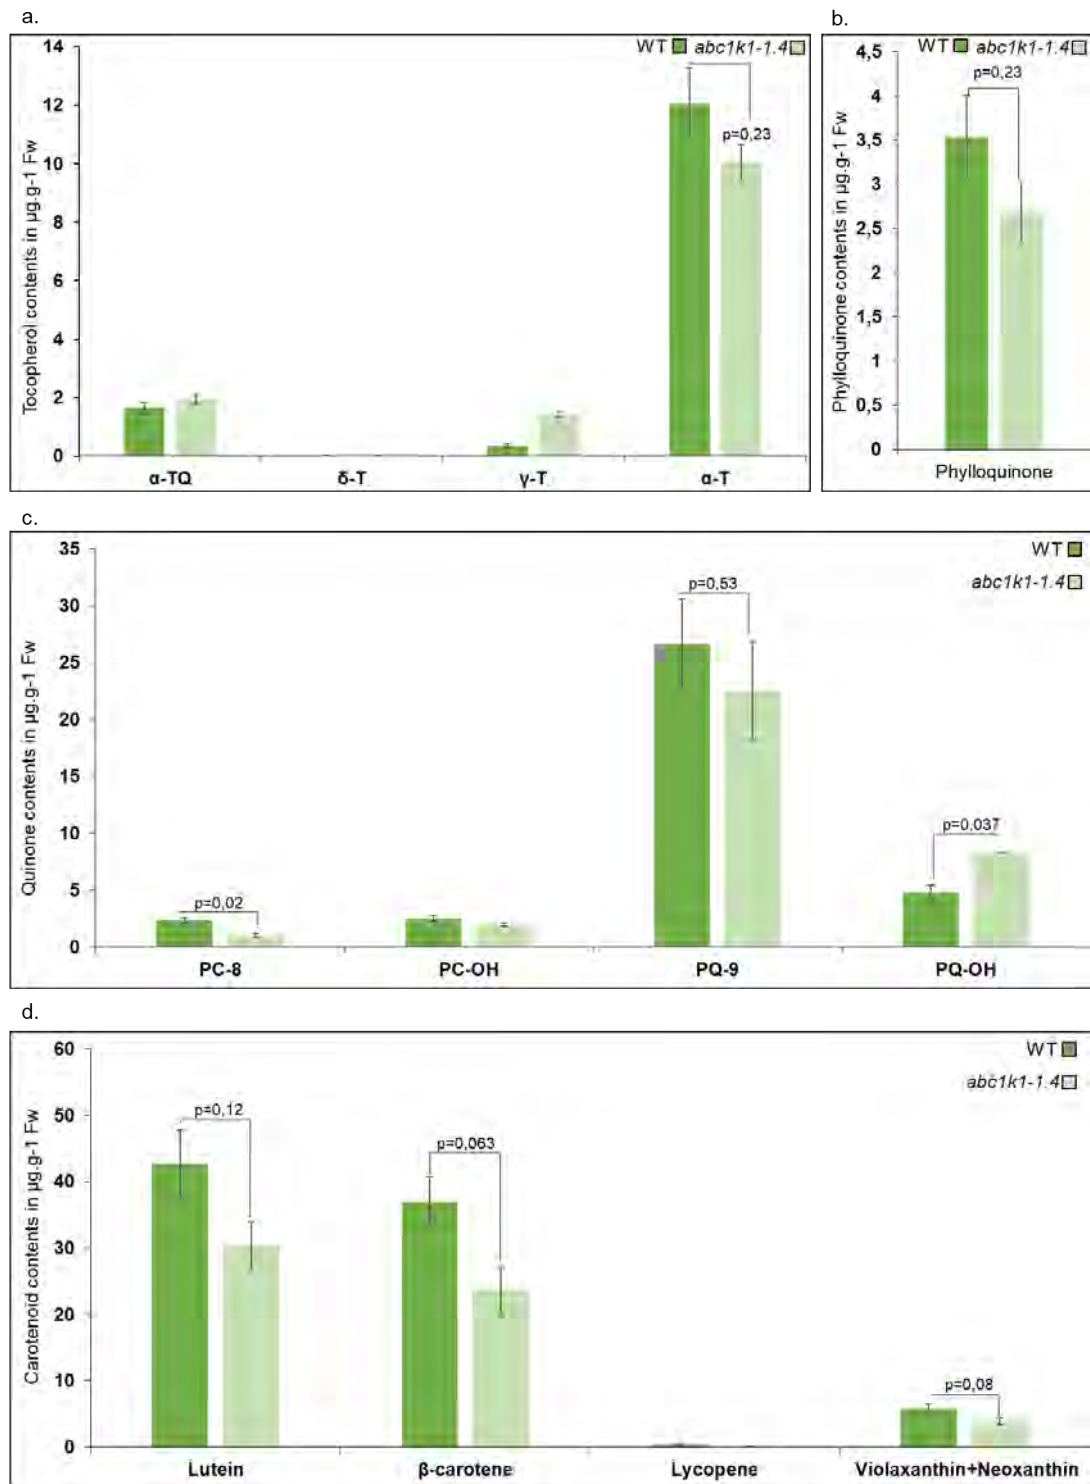 a.
Tocopherol contents in µg.g-1 Fw
14
12
10
8
6
4
2
0
WT abc1k1-1.4
p=0,23
α-TQ δ-T γ-T α-T
b.
Phylloquinone contents in µg.g-1 Fw
4,5
4
3,5
3
2,5
2
1,5
1
0,5
0
WT abc1k1-1.4
p=0,23
Phylloquinone
c.
Quinone contents in µg.g-1 Fw
35
30
25
20
15
10
5
0
WT
abc1k1-1.4
p=0,02
p=0,53
p=0,037
PC-8 PC-OH PQ-9 PQ-OH
d.
Carotenoid contents in µg.g-1 Fw
60
50
40
30
20
10
0
WT
abc1k1-1.4
p=0,12
p=0,063
p=0,08
Lutein β-carotene Lycopene Violaxanthin+Neoxanthin